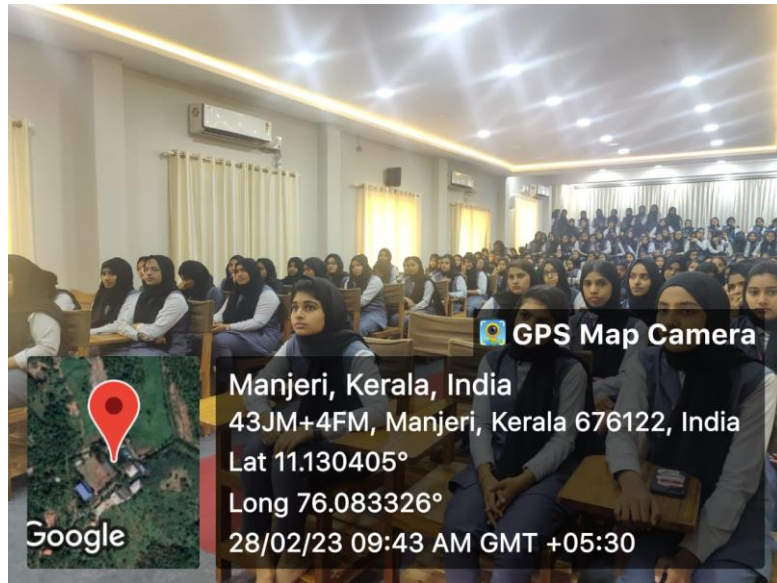 GPS Map Camera
Manjeri, Kerala, India
43JM+4FM, Manjeri, Kerala 676122, India
Lat 11.130405°
Long 76.083326°
28/02/23 09:43 AM GMT +05:30
Google